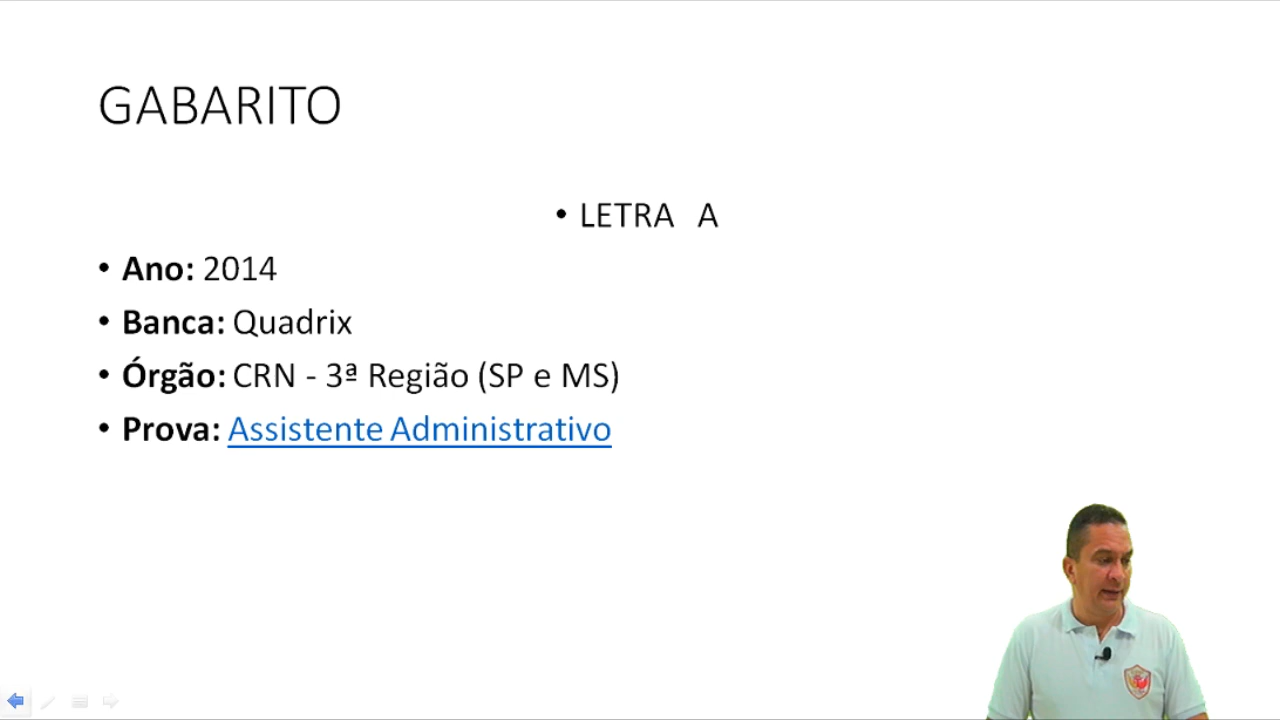 GABARITO
• LETRA A
• Ano: 2014
• Banca: Quadrix
• Órgão: CRN - 3ª Região (SP e MS)
• Prova: Assistente Administrativo